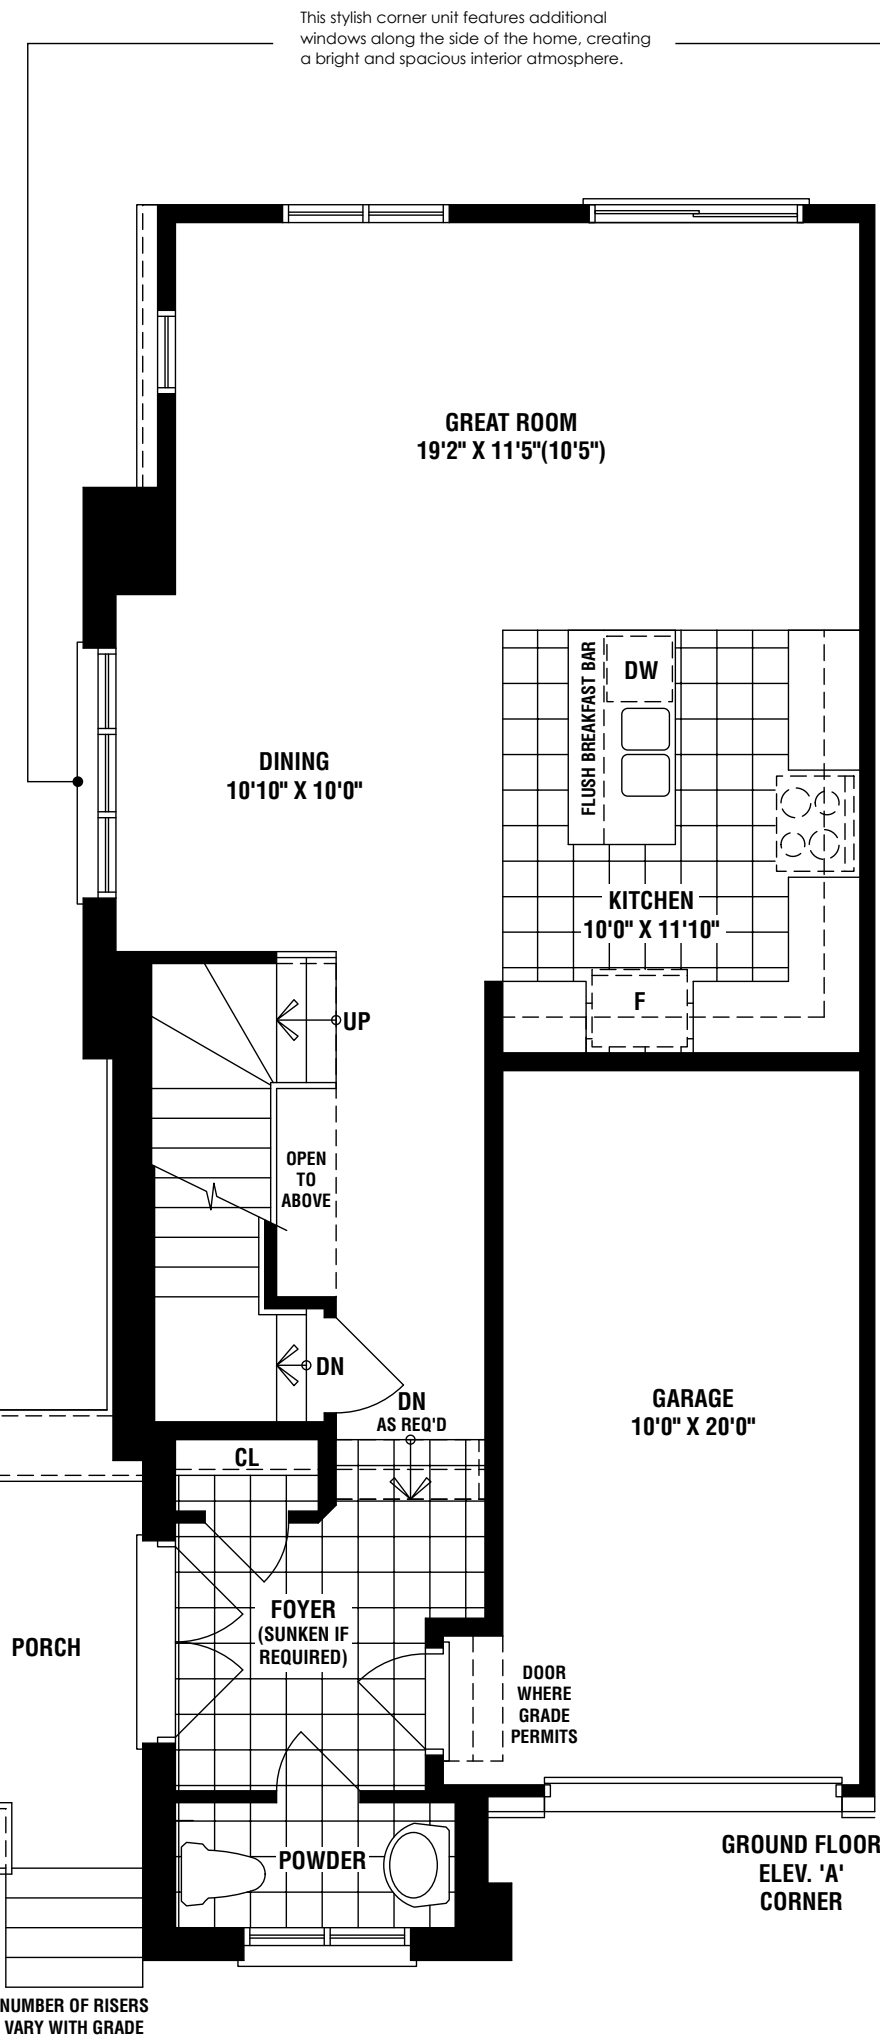 This stylish corner unit features additional
windows along the side of the home, creating
a bright and spacious interior atmosphere.
GREAT ROOM
19'2" X 11'5"(10'5")
FLUSH BREAKFAST BAR
DW
DINING
10'10" X 10'0"
KITCHEN
10'0" X 11'10"
F
UP
OPEN
TO
ABOVE
DN
DN
AS REQ'D
GARAGE
10'0" X 20'0"
CL
FOYER
(SUNKEN IF
REQUIRED)
PORCH
DOOR
WHERE
GRADE
PERMITS
POWDER
GROUND FLOOR
ELEV. 'A'
CORNER
NUMBER OF RISERS
VARY WITH GRADE